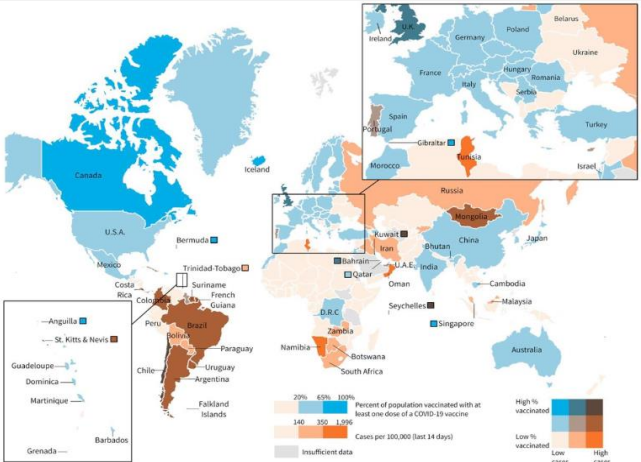 Canada
Iceland
U.S.A.
Bermuda
Mexico
Trinidad-Tobago
Costa
Rica
Suriname
French
Guiana
Colombia
Peru
Brazil
Bolivia
Paraguay
Chile
Uruguay
Argentina
Falkland
Islands
Anguilla
St. Kitts & Nevis
Guadeloupe
Dominica
Martinique
Barbados
Grenada
Ireland
U.K.
Belarus
Poland
Germany
Ukraine
France
Hungary
Romania
Italy
Serbia
Spain
Portugal
Turkey
Gibraltar
Morocco
Tunisia
Israel
Russia
Mongolia
Kuwait
Iran
China
Japan
Bahrain
U.A.E.
Bhutan
Qatar
India
Oman
Cambodia
Seychelles
Malaysia
D.R.C
Singapore
Zambia
Namibia
Botswana
South Africa
Australia
20% 65% 100%
Percent of population vaccinated with at
least one dose of a COVID-19 vaccine
140 350 1,996
Cases per 100,000 (last 14 days)
Insufficient data
High %
vaccinated
Low %
vaccinated
Low High